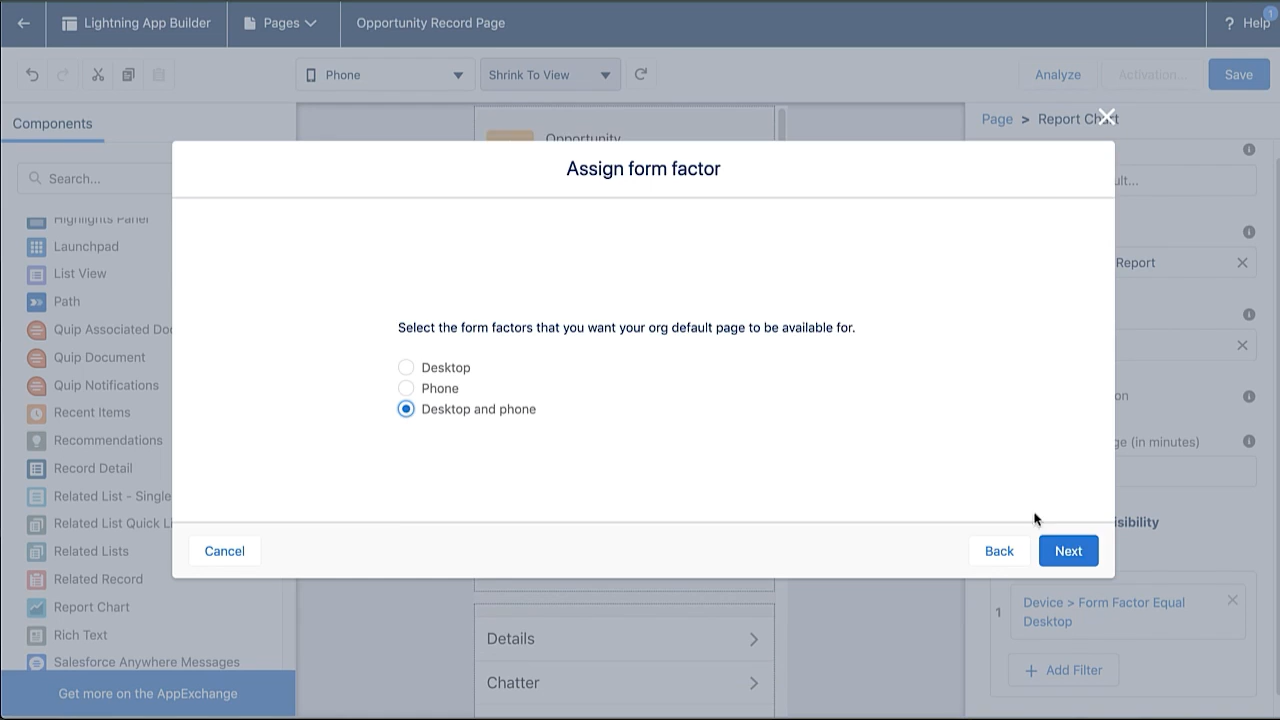 Lightning App Builder
Pages
Opportunity Record Page
? Help
1
Phone
Shrink To View
Analyze
Activation...
Save
Components
Page > Report Chart
Opportunity
Search...
Assign form factor
ult...
Highlights Panel
Launchpad
List View
Report
Path
Quip Associated Do
Select the form factors that you want your org default page to be available for.
Quip Document
Desktop
Quip Notifications
Phone
on
Recent Items
Desktop and phone
Recommendations
ge (in minutes)
Record Detail
Related List - Single
Related List Quick Li
isibility
Related Lists
Cancel
Back
Next
Related Record
Report Chart
1
Device > Form Factor Equal
Desktop
Rich Text
Details
Salesforce Anywhere Messages
Add Filter
Chatter
Get more on the AppExchange